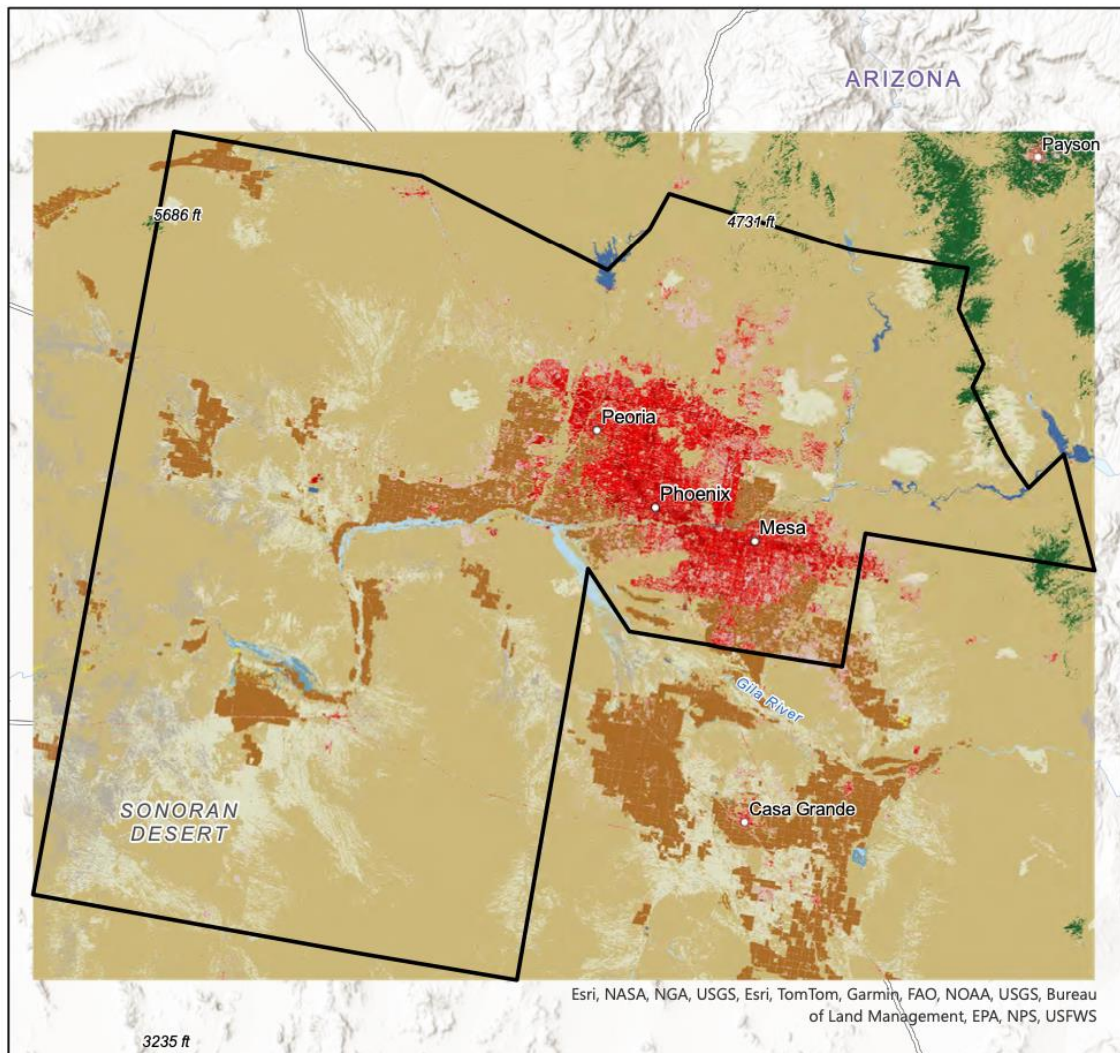 ARIZONA
Payson
5686 ft
4731 ft
Peoria
Phoenix
Mesa
Gila River
Casa Grande
SONORAN
DESERT
Esri, NASA, NGA, USGS, Esri, TomTom, Garmin, FAO, NOAA, USGS, Bureau
of Land Management, EPA, NPS, USFWS
3235 ft